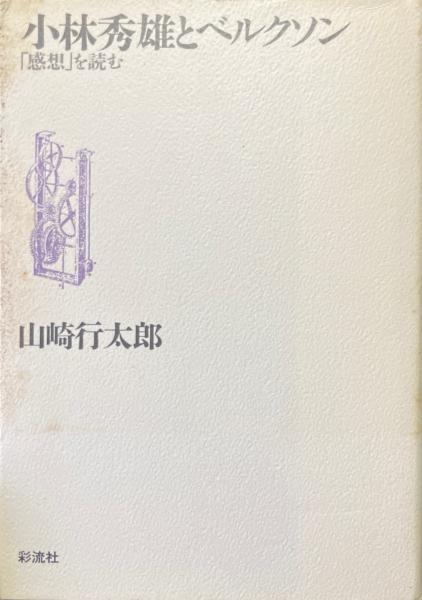 小林秀雄とベルクソン
「感想」を読む
山崎行太郎
彩流社